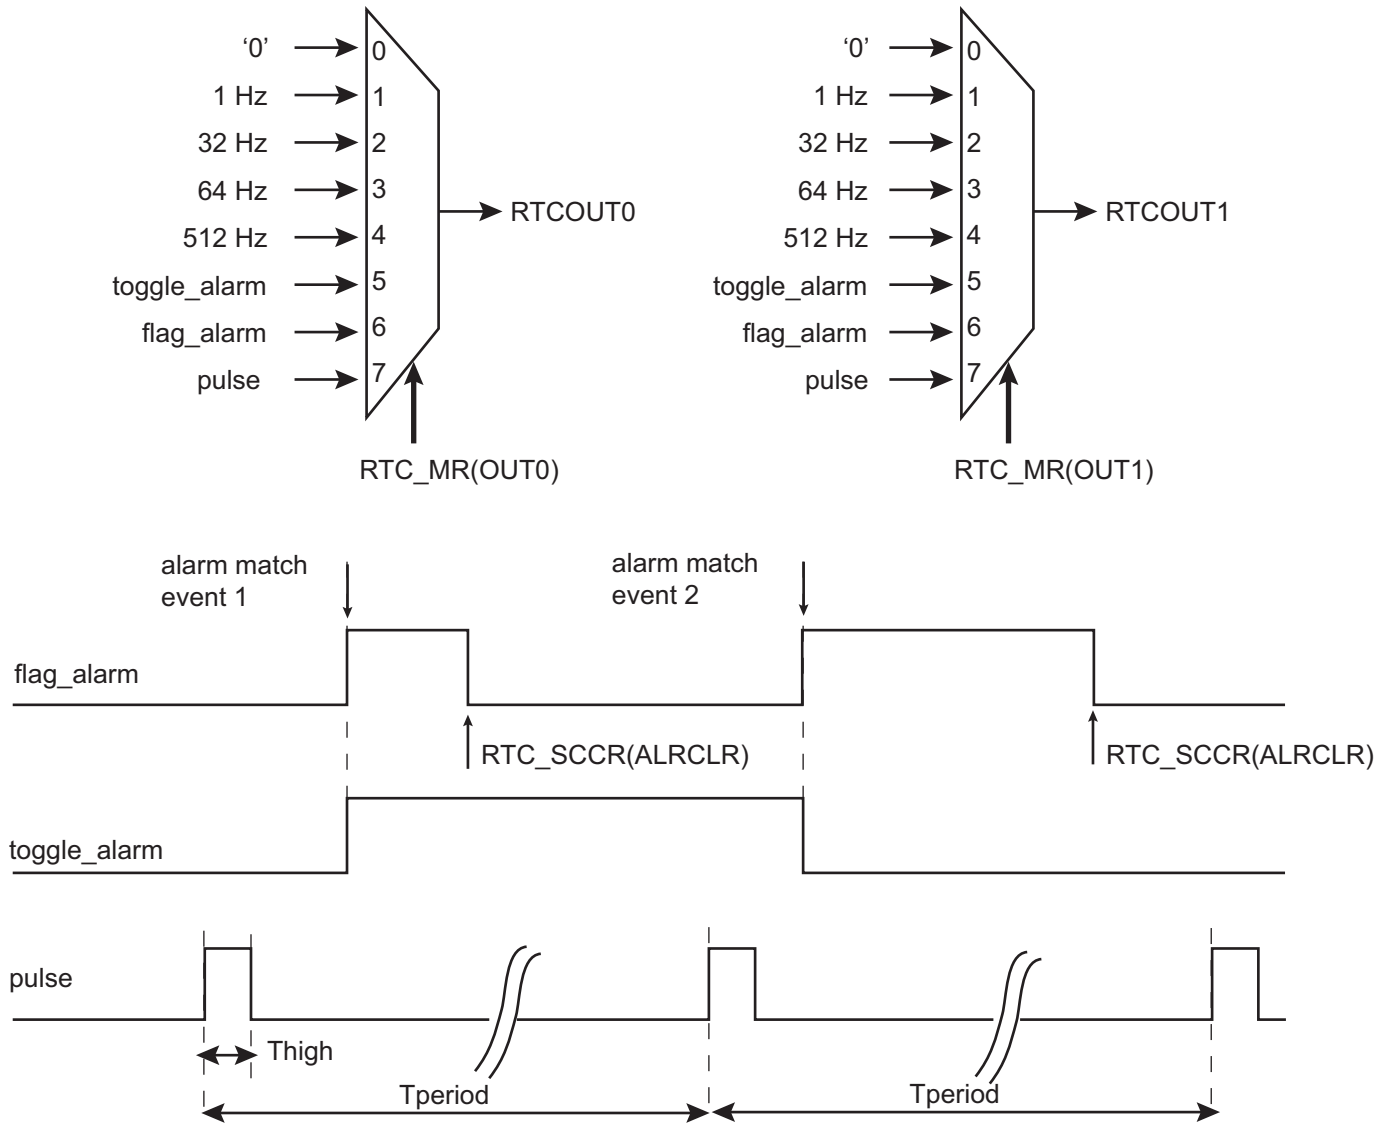 ‘0’
0
1 Hz
1
32 Hz
2
64 Hz
3
512 Hz
4
toggle_alarm
5
flag_alarm
6
pulse
7
RTCOUT0
RTC_MR(OUT0)
‘0’
0
1 Hz
1
32 Hz
2
64 Hz
3
512 Hz
4
toggle_alarm
5
flag_alarm
6
pulse
7
RTCOUT1
RTC_MR(OUT1)
alarm match
event 1
alarm match
event 2
flag_alarm
RTC_SCCR(ALRCLR)
RTC_SCCR(ALRCLR)
toggle_alarm
pulse
Thigh
Tperiod
Tperiod